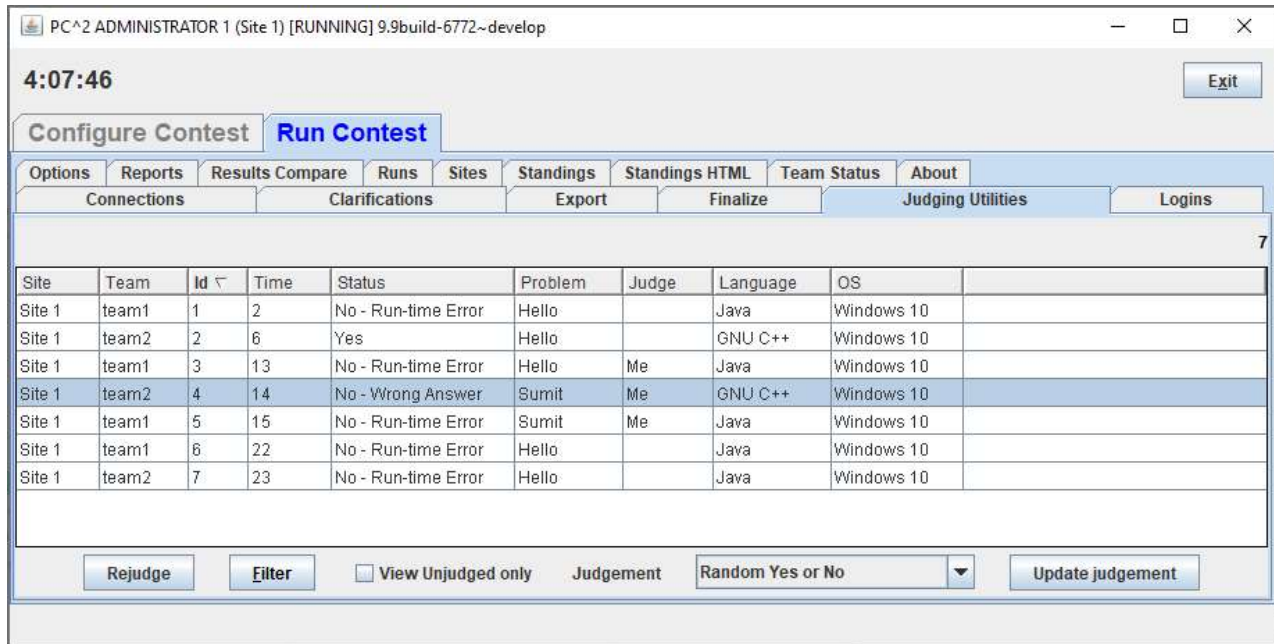 PC^2 ADMINISTRATOR 1 (Site 1) [RUNNING] 9.9build-6772~develop
4:07:46 Exit
Configure Contest Run Contest
Options Reports Results Compare Runs Sites Standings Standings HTML Team Status About
Connections Clarifications Export Finalize Judging Utilities Logins
7
Site Team Id Time Status Problem Judge Language OS
Site 1 team1 1 2 No - Run-time Error Hello Java Windows 10
Site 1 team2 2 6 Yes Hello GNU C++ Windows 10
Site 1 team1 3 13 No - Run-time Error Hello Me Java Windows 10
Site 1 team2 4 14 No - Wrong Answer Sumit Me GNU C++ Windows 10
Site 1 team1 5 15 No - Run-time Error Sumit Me Java Windows 10
Site 1 team1 6 22 No - Run-time Error Hello Java Windows 10
Site 1 team2 7 23 No - Run-time Error Hello Java Windows 10
Rejudge Filter View Unjudged only Judgement Random Yes or No Update judgement